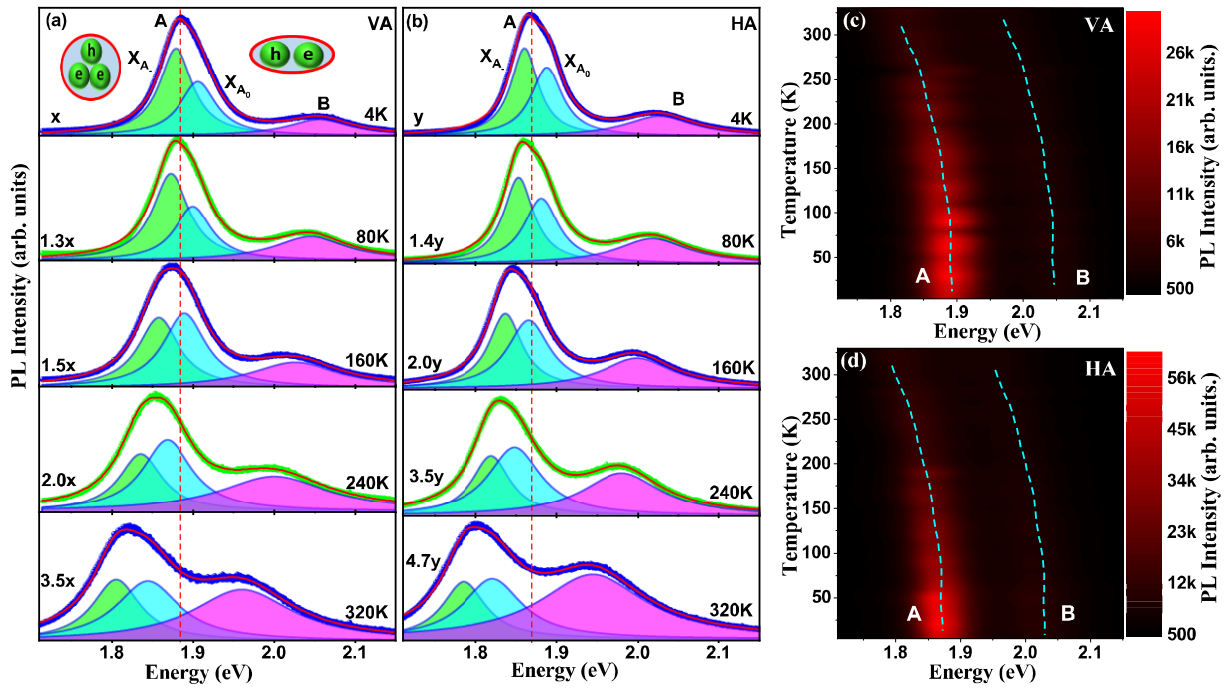 (a)
VA
A
h
e e
h e
X_A-
X_A0
B
x
4K
1.3x
80K
1.5x
160K
2.0x
240K
3.5x
320K
PL Intensity (arb. units)
1.8 1.9 2.0 2.1
Energy (eV)
(b)
HA
A
X_A-
X_A0
B
y
4K
1.4y
80K
2.0y
160K
3.5y
240K
4.7y
320K
1.8 1.9 2.0 2.1
Energy (eV)
(c)
VA
Temperature (K)
300
250
200
150
100
50
A
B
1.8 1.9 2.0 2.1
Energy (eV)
26k
21k
16k
11k
6k
500
PL Intensity (arb. units)
(d)
HA
Temperature (K)
300
250
200
150
100
50
A
B
1.8 1.9 2.0 2.1
Energy (eV)
56k
45k
34k
23k
12k
500
PL Intensity (arb. units.)